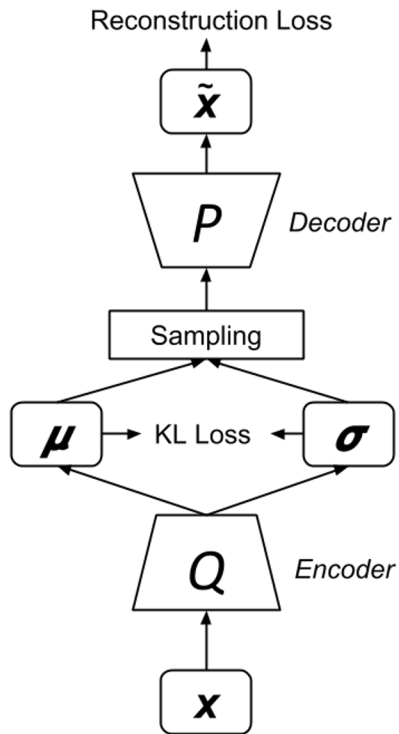 Reconstruction Loss
x̃
P
Decoder
Sampling
μ
KL Loss
σ
Q
Encoder
x